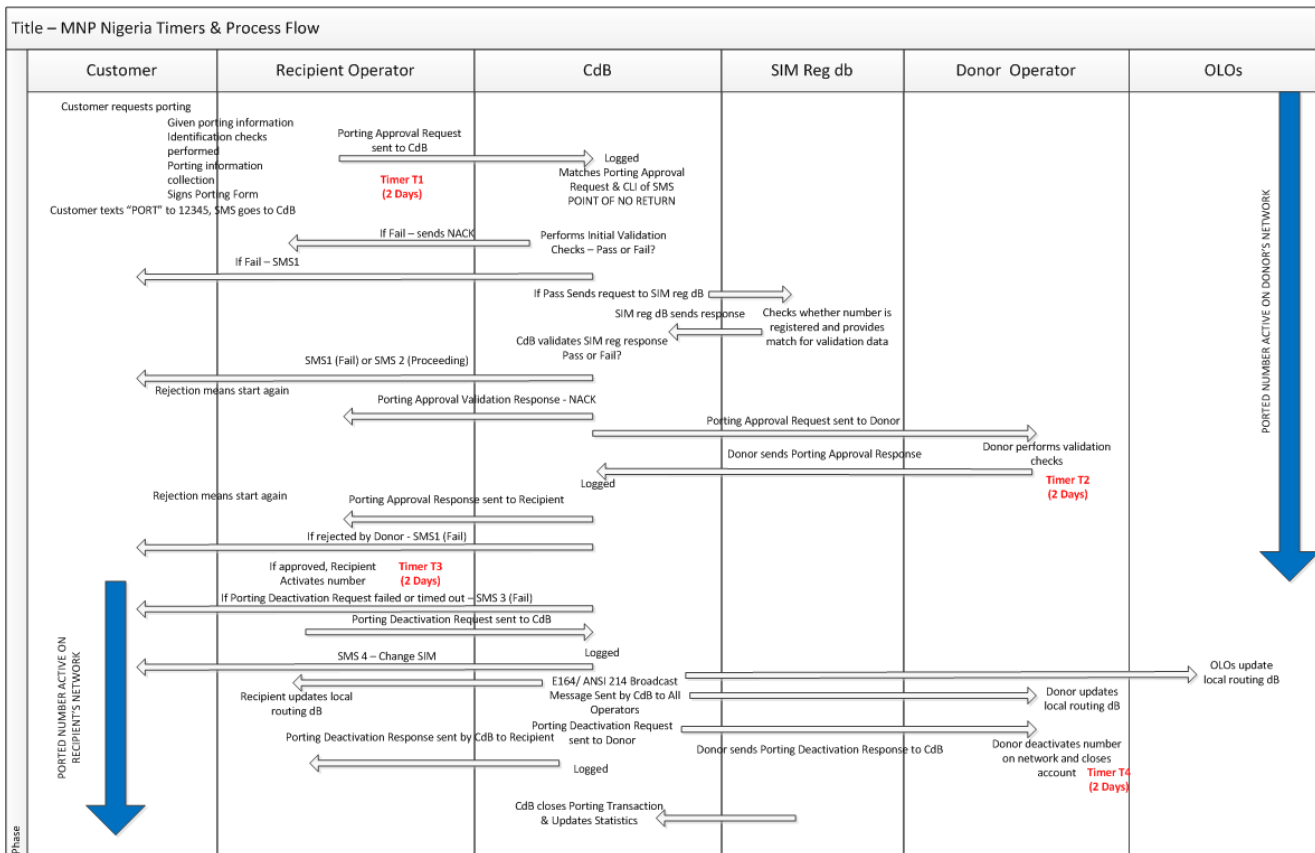 Title – MNP Nigeria Timers & Process Flow
Customer
Recipient Operator
CdB
SIM Reg db
Donor Operator
OLOs
Customer requests porting
Given porting information
Identification checks
performed
Porting information
collection
Signs Porting Form
Customer texts “PORT” to 12345, SMS goes to CdB
Porting Approval Request
sent to CdB
Timer T1
(2 Days)
Logged
Matches Porting Approval
Request & CLI of SMS
POINT OF NO RETURN
If Fail – sends NACK
Performs Initial Validation
Checks – Pass or Fail?
If Fail – SMS1
If Pass Sends request to SIM reg dB
SIM reg dB sends response
Checks whether number is
registered and provides
match for validation data
CdB validates SIM reg response
Pass or Fail?
SMS1 (Fail) or SMS 2 (Proceeding)
Rejection means start again
Porting Approval Validation Response - NACK
Porting Approval Request sent to Donor
Donor performs validation
checks
Donor sends Porting Approval Response
Timer T2
(2 Days)
Logged
Rejection means start again
Porting Approval Response sent to Recipient
If rejected by Donor - SMS1 (Fail)
If approved, Recipient
Activates number
Timer T3
(2 Days)
If Porting Deactivation Request failed or timed out – SMS 3 (Fail)
Porting Deactivation Request sent to CdB
Logged
SMS 4 – Change SIM
E164/ ANSI 214 Broadcast
Message Sent by CdB to All
Operators
OLOs update
local routing dB
Recipient updates local
routing dB
Donor updates
local routing dB
Porting Deactivation Request
sent to Donor
Porting Deactivation Response sent by CdB to Recipient
Donor sends Porting Deactivation Response to CdB
Donor deactivates number
on network and closes
account
Timer T4
(2 Days)
Logged
CdB closes Porting Transaction
& Updates Statistics
PORTED NUMBER ACTIVE ON DONOR’S NETWORK
PORTED NUMBER ACTIVE ON
RECIPIENT’S NETWORK
Phase